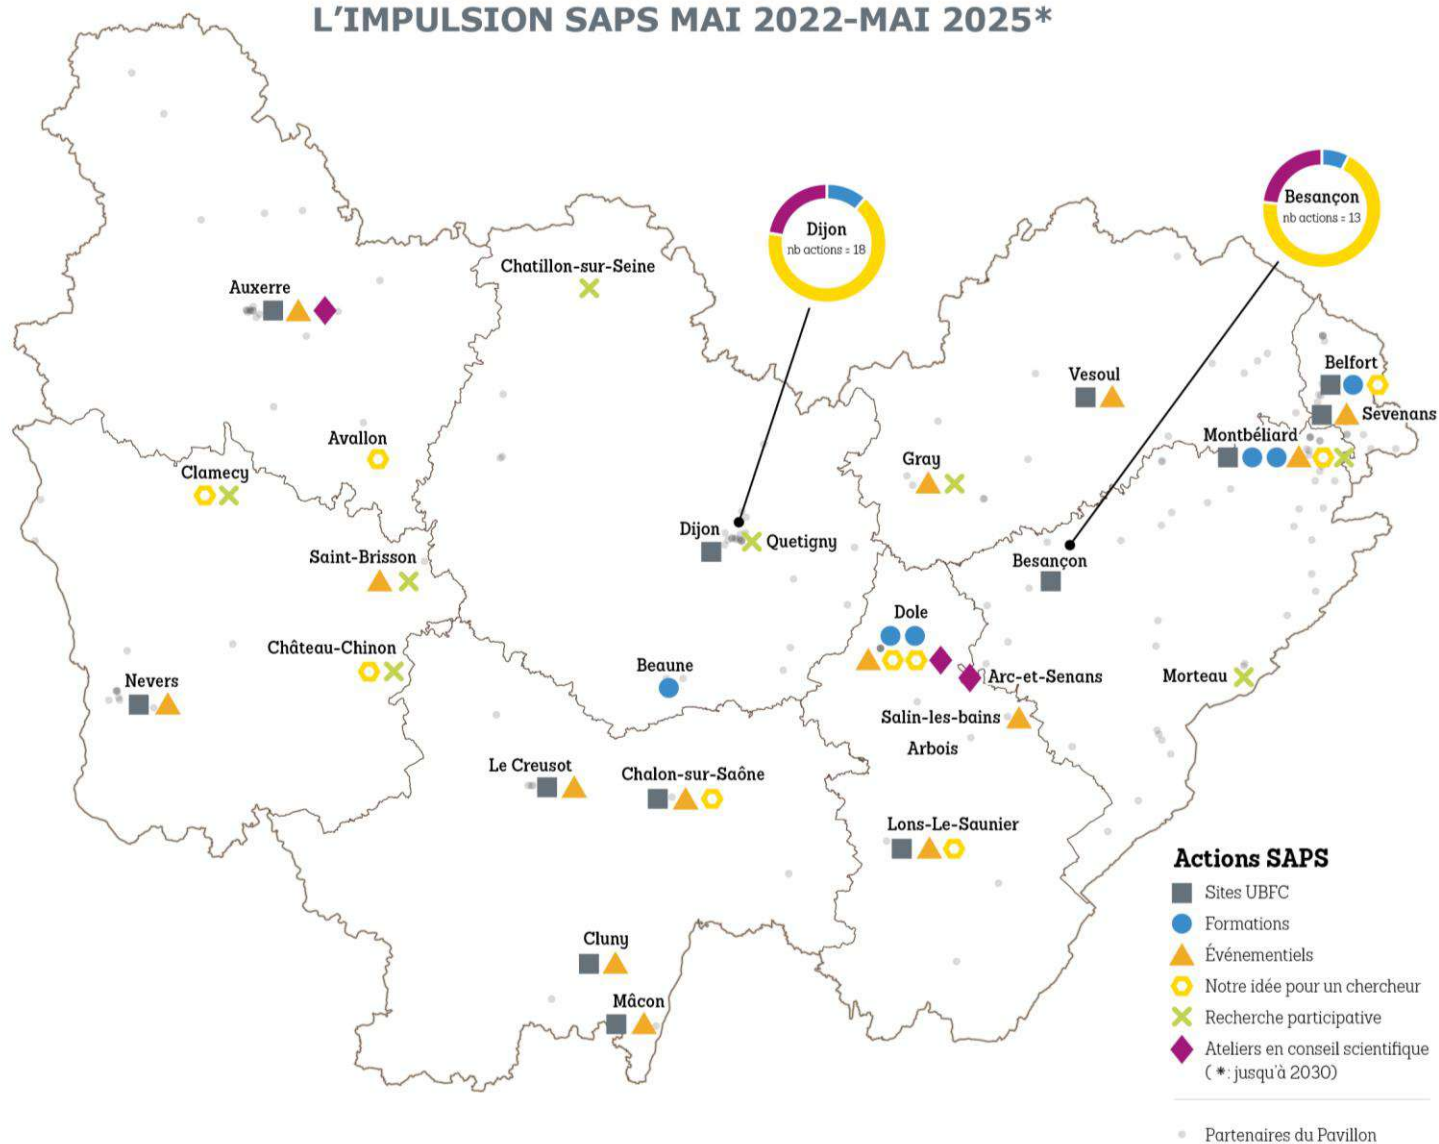 L'IMPULSION SAPS MAI 2022-MAI 2025*
Besançon
nb actions = 13
Dijon
nb actions = 18
Chatillon-sur-Seine
Auxerre
Belfort
Vesoul
Sevenans
Montbéliard
Avallon
Gray
Clamecy
Dijon
Quetigny
Saint-Brisson
Besançon
Dole
Château-Chinon
Beaune
Arc-et-Senans
Morteau
Nevers
Salin-les-bains
Arbois
Le Creusot
Chalon-sur-Saône
Lons-Le-Saunier
Cluny
Mâcon
Actions SAPS
Sites UBFC
Formations
Événementiels
Notre idée pour un chercheur
Recherche participative
Ateliers en conseil scientifique
( * : jusqu'à 2030)
Partenaires du Pavillon